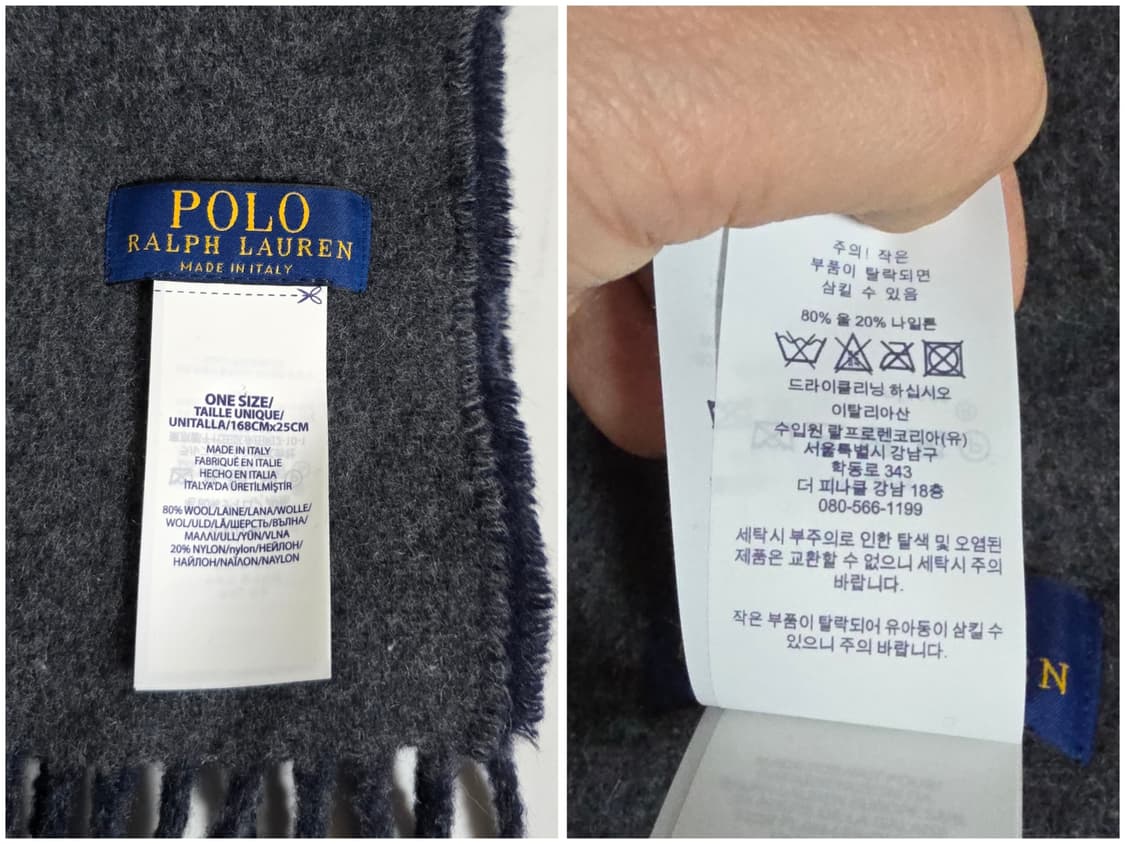 POLO
RALPH LAUREN
MADE IN ITALY
ONE SIZE/
TAILLE UNIQUE/
UNITALLA/168CMx25CM
MADE IN ITALY
FABRIQUÉ EN ITALIE
HECHO EN ITALIA
İTALYA'DA ÜRETİLMİŞTİR
80% WOOL/LAINE/LANA/WOLLE/
WOL/ULD/LÃ/ШЕРСТЬ/ВЪЛНА/
ΜΑΛΛΙ/ULL/YÜN/VLNA
20% NYLON/nylon/НЕЙЛОН/
НАЙЛОН/ΝΑΪΛΟΝ/NAYLON
주의! 작은
부품이 탈락되면
삼킬 수 있음
80% 울 20% 나일론
드라이클리닝 하십시오
이탈리아산
수입원 랄프로렌코리아(유)
서울특별시 강남구
학동로 343
더 피나클 강남 18층
080-566-1199
세탁시 부주의로 인한 탈색 및 오염된
제품은 교환할 수 없으니 세탁시 주의
바랍니다.
작은 부품이 탈락되어 유아동이 삼킬 수
있으니 주의 바랍니다.
N